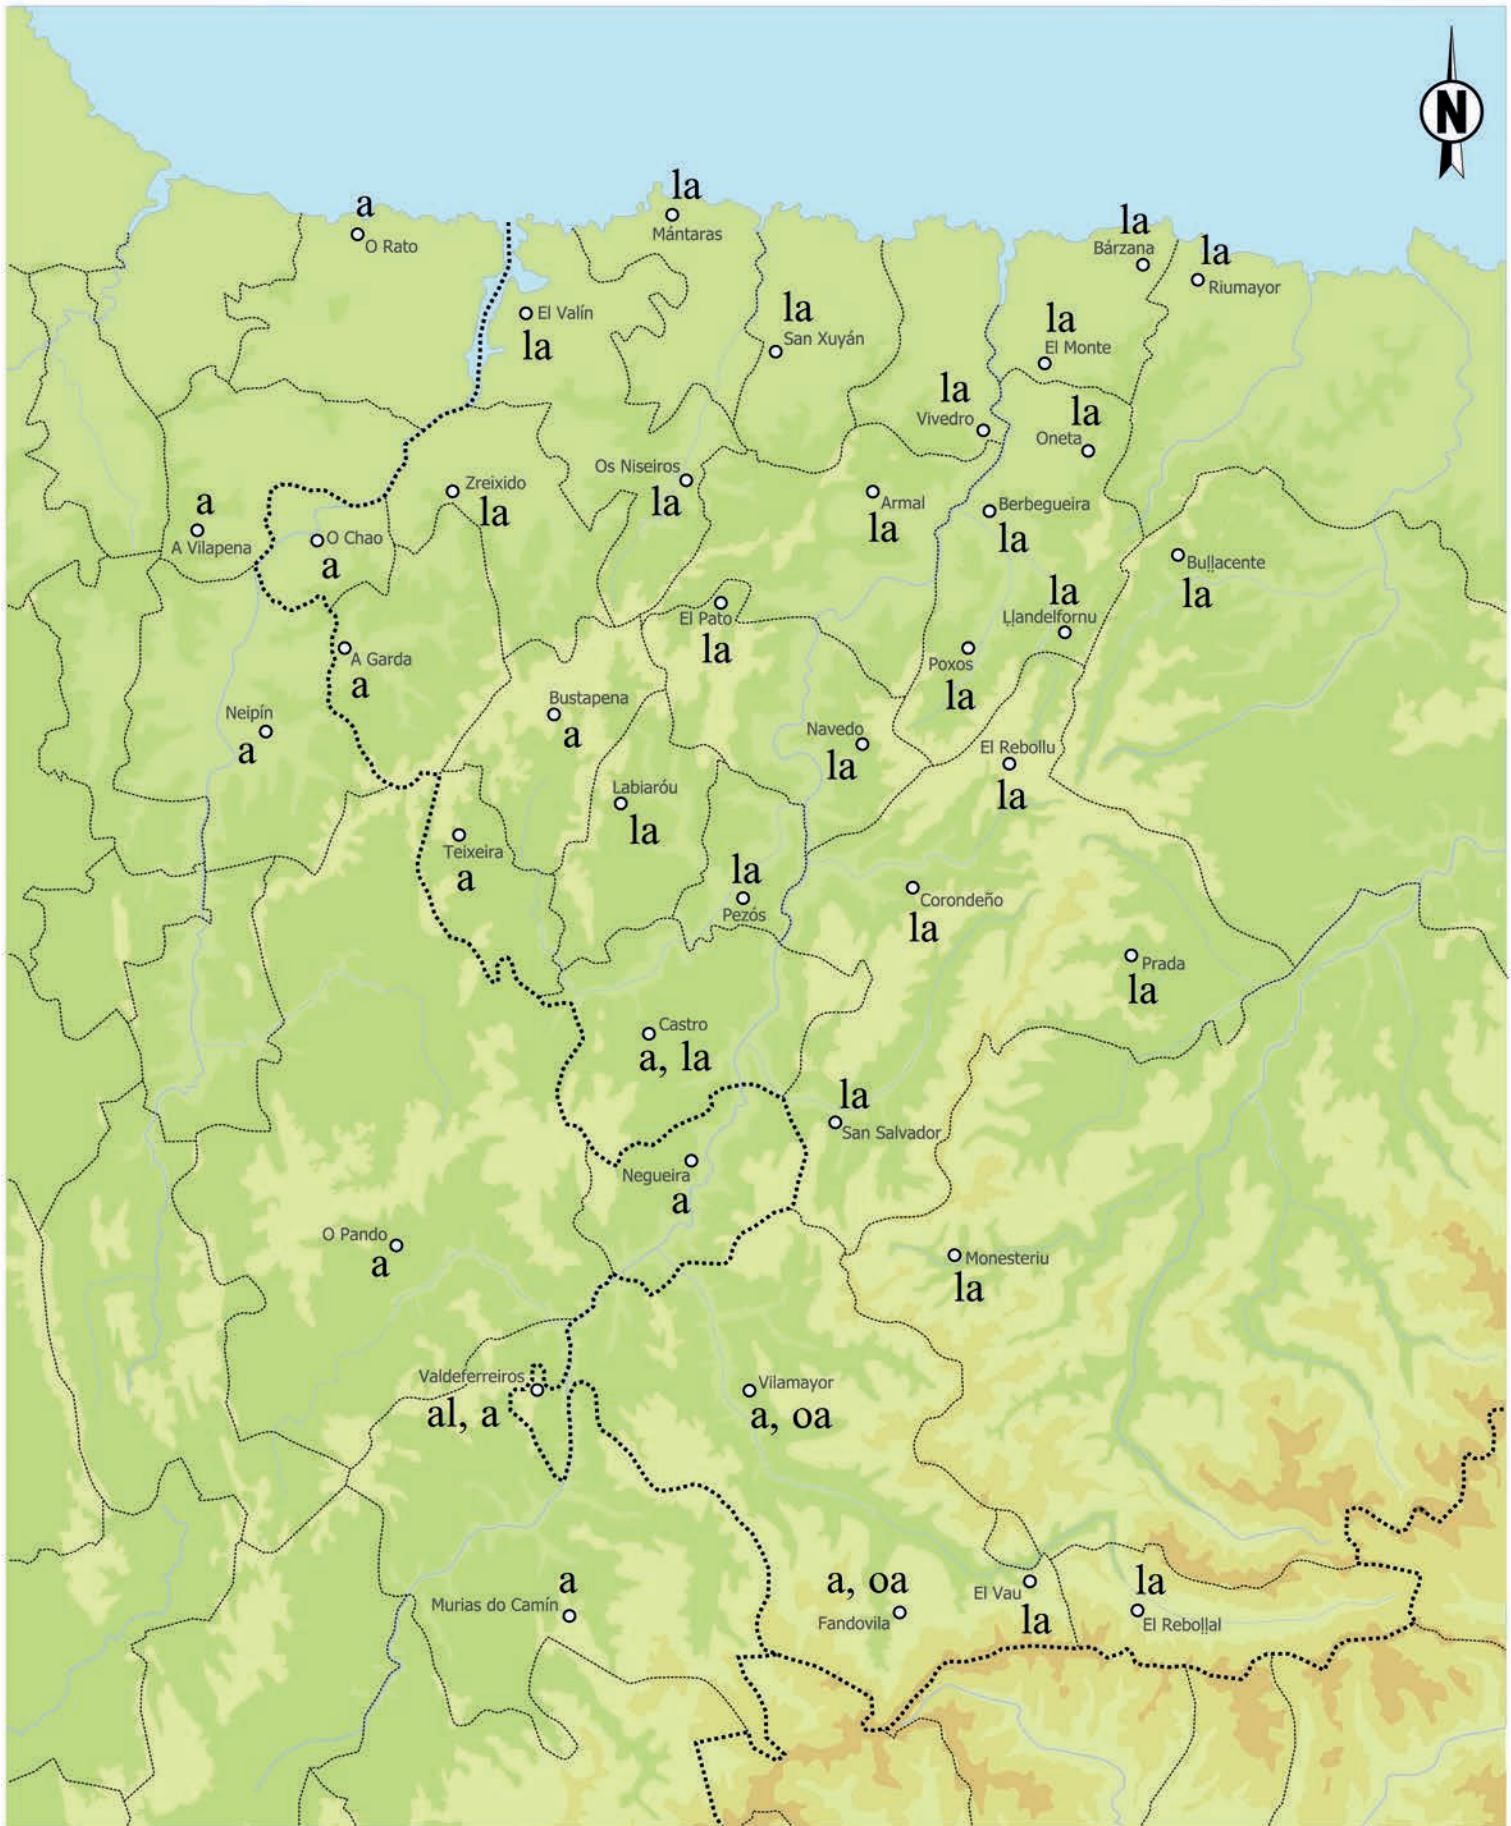 N
la
a
O Rato
Mántaras
la
Bárzana
la
Riumayor
El Valín
la
la
San Xuyán
la
El Monte
la
Vivedro
la
Oneta
Os Niseiros
la
Zreixido
la
Armal
la
Berbegueira
la
a
A Vilapena
O Chao
a
Buḷḷacente
la
la
Ḷḷandelfornu
El Pato
la
A Garda
a
Poxos
la
Bustapena
a
Neipín
a
Navedo
la
El Rebollu
la
Labiaróu
la
Teixeira
a
la
Pezós
Corondeño
la
Prada
la
Castro
a, la
la
San Salvador
Negueira
a
O Pando
a
Monesteriu
la
Valdeferreiros
al, a
Vilamayor
a, oa
a
Murias do Camín
a, oa
Fandovila
El Vau
la
la
El Reboḷḷal